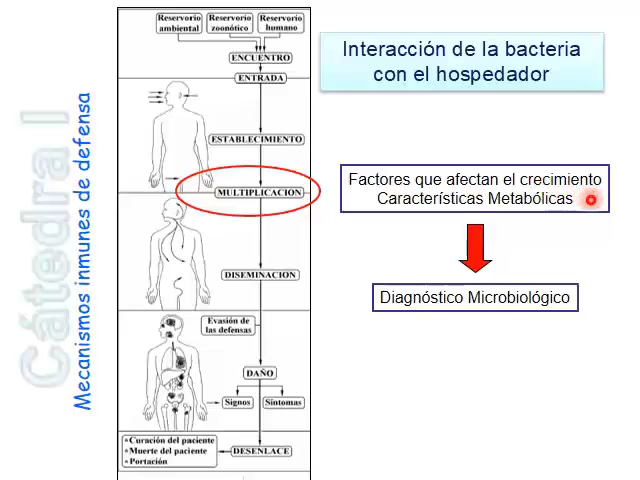 Cátedra I
Mecanismos inmunes de defensa
Reservorio
ambiental
Reservorio
zoonótico
Reservorio
humano
ENCUENTRO
ENTRADA
ESTABLECIMIENTO
MULTIPLICACION
DISEMINACION
Evasión de
las defensas
DAÑO
Signos
Síntomas
Curación del paciente
Muerte del paciente
Portación
DESENLACE
Interacción de la bacteria
con el hospedador
Factores que afectan el crecimiento
Características Metabólicas
Diagnóstico Microbiológico